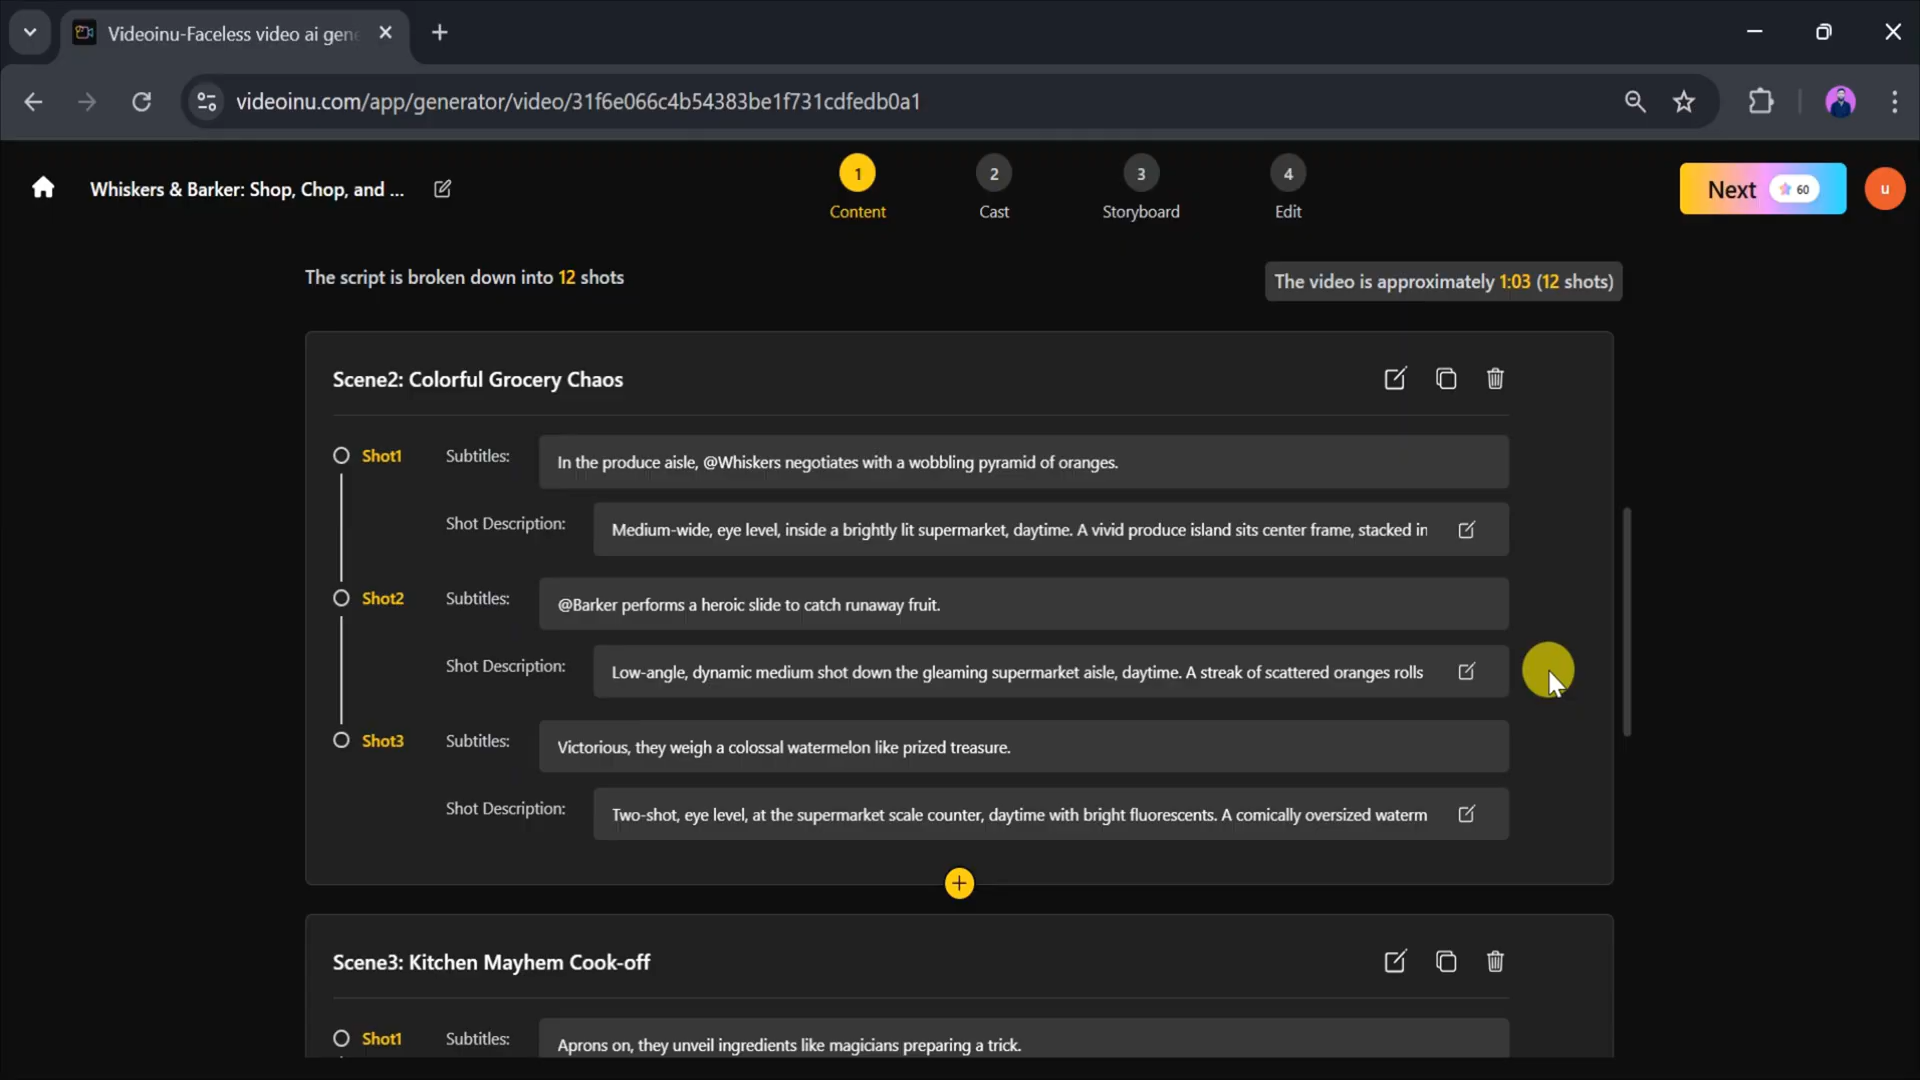 Videoinu-Faceless video ai gene
videoinu.com/app/generator/video/31f6e066c4b54383be1f731cdfedb0a1
Whiskers & Barker: Shop, Chop, and ...
1
Content
2
Cast
3
Storyboard
4
Edit
Next 60
u
The script is broken down into 12 shots
The video is approximately 1:03 (12 shots)
Scene2: Colorful Grocery Chaos
Shot1 Subtitles: In the produce aisle, @Whiskers negotiates with a wobbling pyramid of oranges.
Shot Description: Medium-wide, eye level, inside a brightly lit supermarket, daytime. A vivid produce island sits center frame, stacked in
Shot2 Subtitles: @Barker performs a heroic slide to catch runaway fruit.
Shot Description: Low-angle, dynamic medium shot down the gleaming supermarket aisle, daytime. A streak of scattered oranges rolls
Shot3 Subtitles: Victorious, they weigh a colossal watermelon like prized treasure.
Shot Description: Two-shot, eye level, at the supermarket scale counter, daytime with bright fluorescents. A comically oversized waterm
Scene3: Kitchen Mayhem Cook-off
Shot1 Subtitles: Aprons on, they unveil ingredients like magicians preparing a trick.